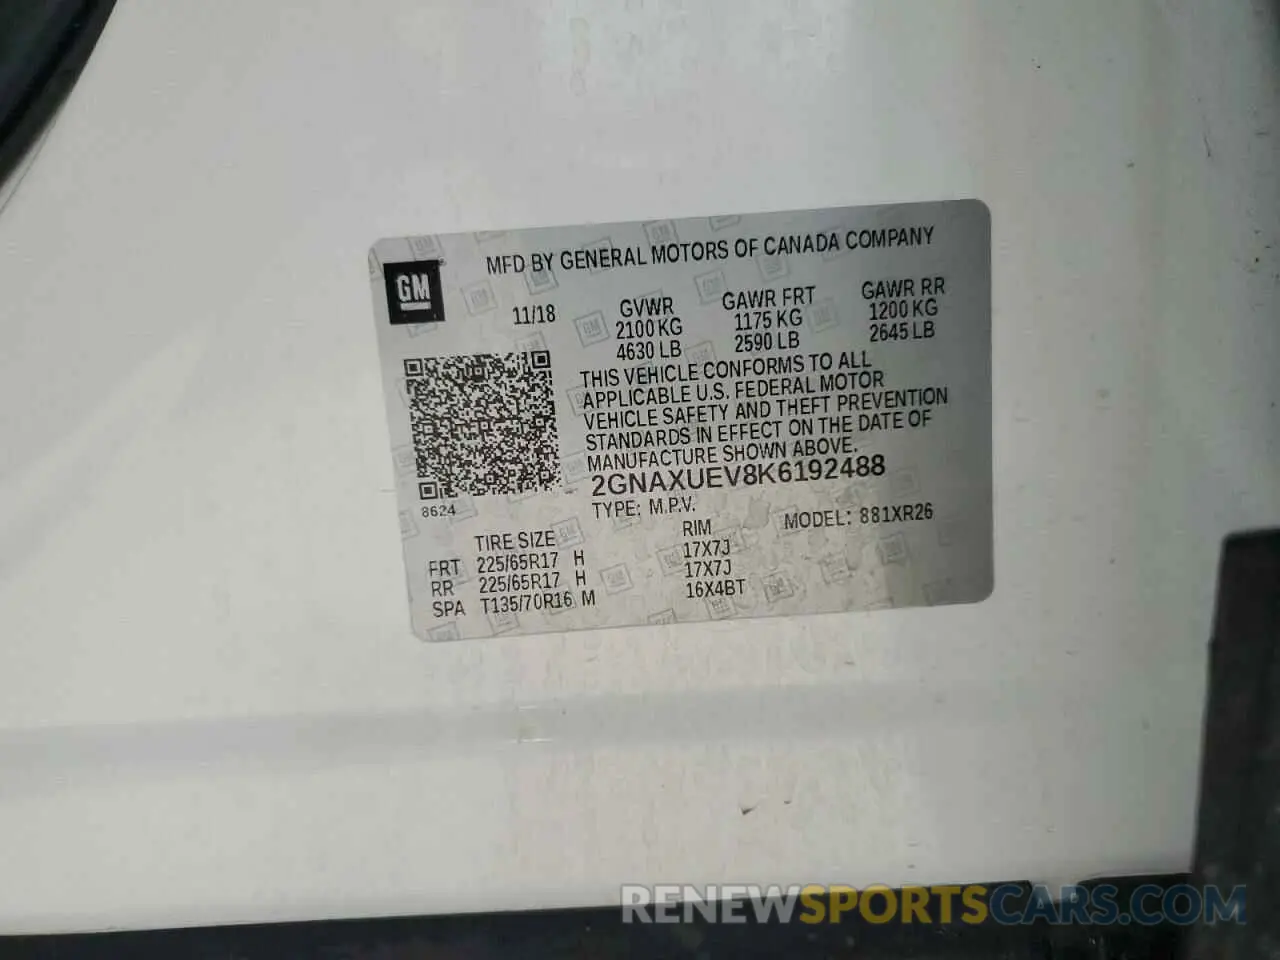 MFD BY GENERAL MOTORS OF CANADA COMPANY
GM
11/18
GVWR GAWR FRT GAWR RR
2100 KG 1175 KG 1200 KG
4630 LB 2590 LB 2645 LB
THIS VEHICLE CONFORMS TO ALL
APPLICABLE U.S. FEDERAL MOTOR
VEHICLE SAFETY AND THEFT PREVENTION
STANDARDS IN EFFECT ON THE DATE OF
MANUFACTURE SHOWN ABOVE.
2GNAXUEV8K6192488
8624
TYPE: M.P.V. MODEL: 881XR26
TIRE SIZE RIM
FRT 225/65R17 H 17X7J
RR 225/65R17 H 17X7J
SPA T135/70R16 M 16X4BT
RENEWSPORTSCARS.COM